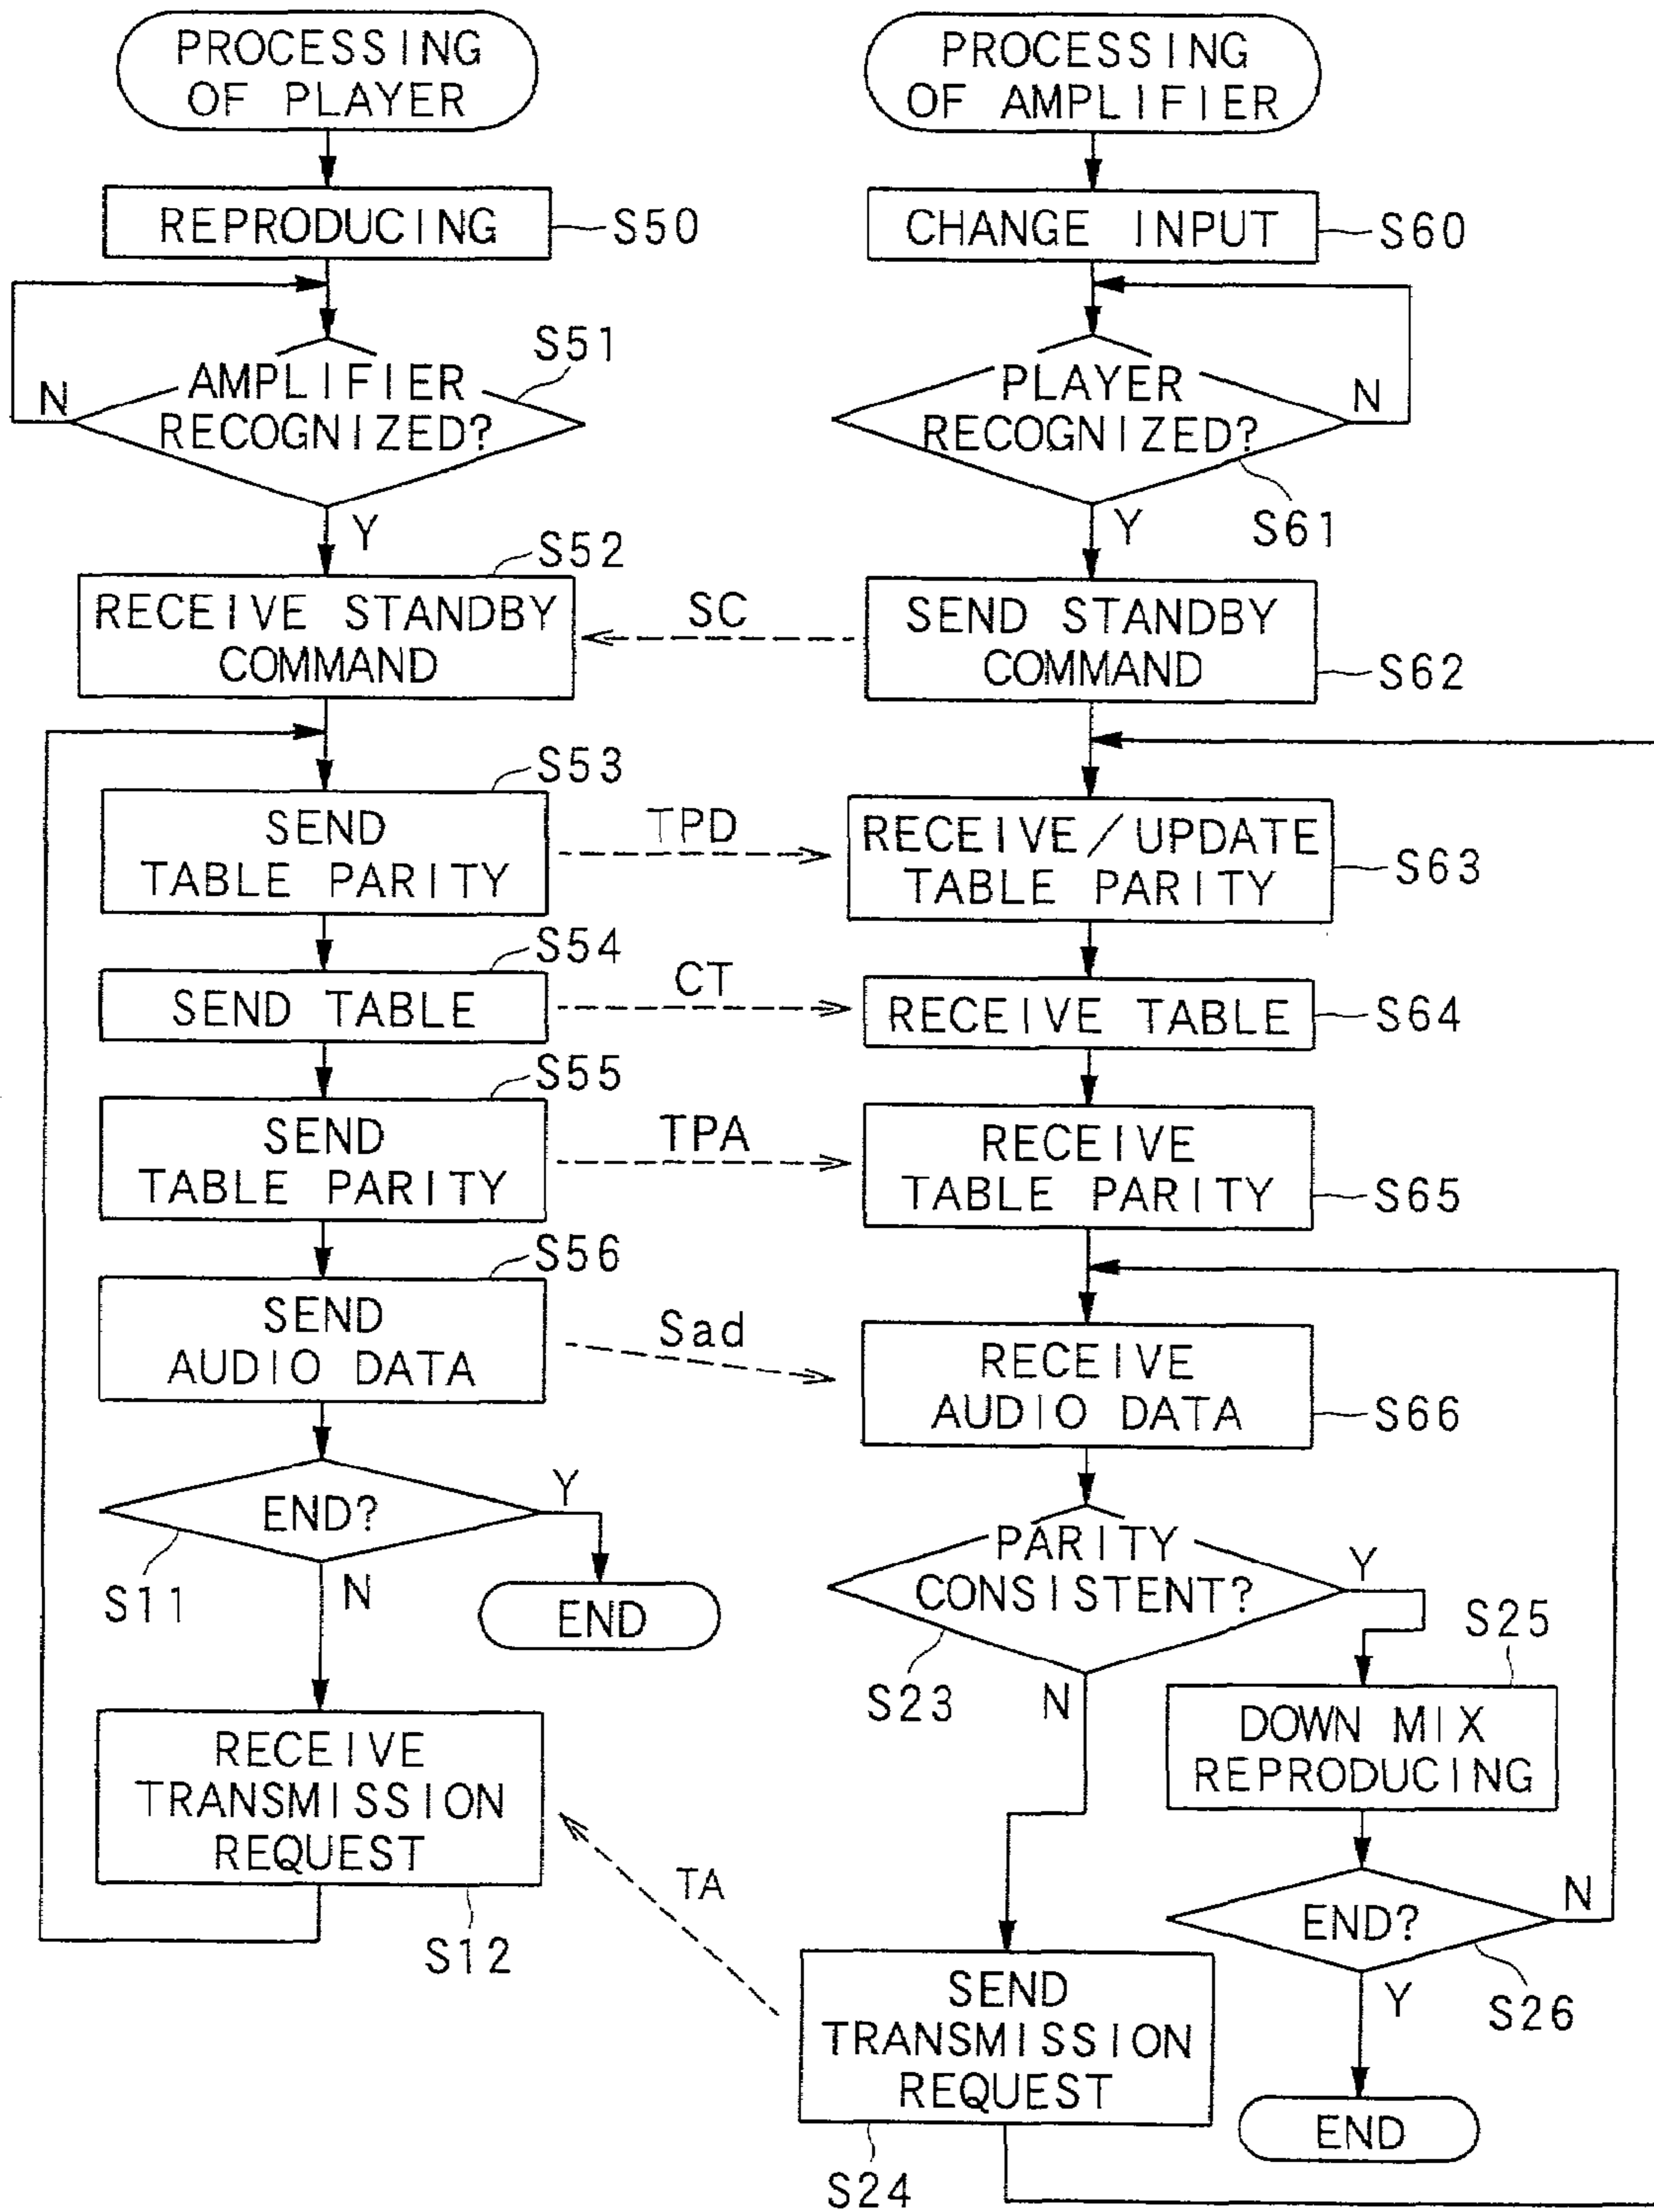 PROCESSING
OF PLAYER
REPRODUCING
S50
S51
AMPLIFIER
RECOGNIZED?
N
Y
S52
RECEIVE STANDBY
COMMAND
SC
S53
SEND
TABLE PARITY
TPD
S54
SEND TABLE
CT
S55
SEND
TABLE PARITY
TPA
S56
SEND
AUDIO DATA
Sad
END?
Y
S11
N
END
RECEIVE
TRANSMISSION
REQUEST
S12
TA
PROCESSING
OF AMPLIFIER
CHANGE INPUT
S60
PLAYER
RECOGNIZED?
N
S61
Y
SEND STANDBY
COMMAND
S62
RECEIVE/UPDATE
TABLE PARITY
S63
RECEIVE TABLE
S64
RECEIVE
TABLE PARITY
S65
RECEIVE
AUDIO DATA
S66
PARITY
CONSISTENT?
Y
S23
N
S25
DOWN MIX
REPRODUCING
END?
N
S26
Y
END
SEND
TRANSMISSION
REQUEST
S24